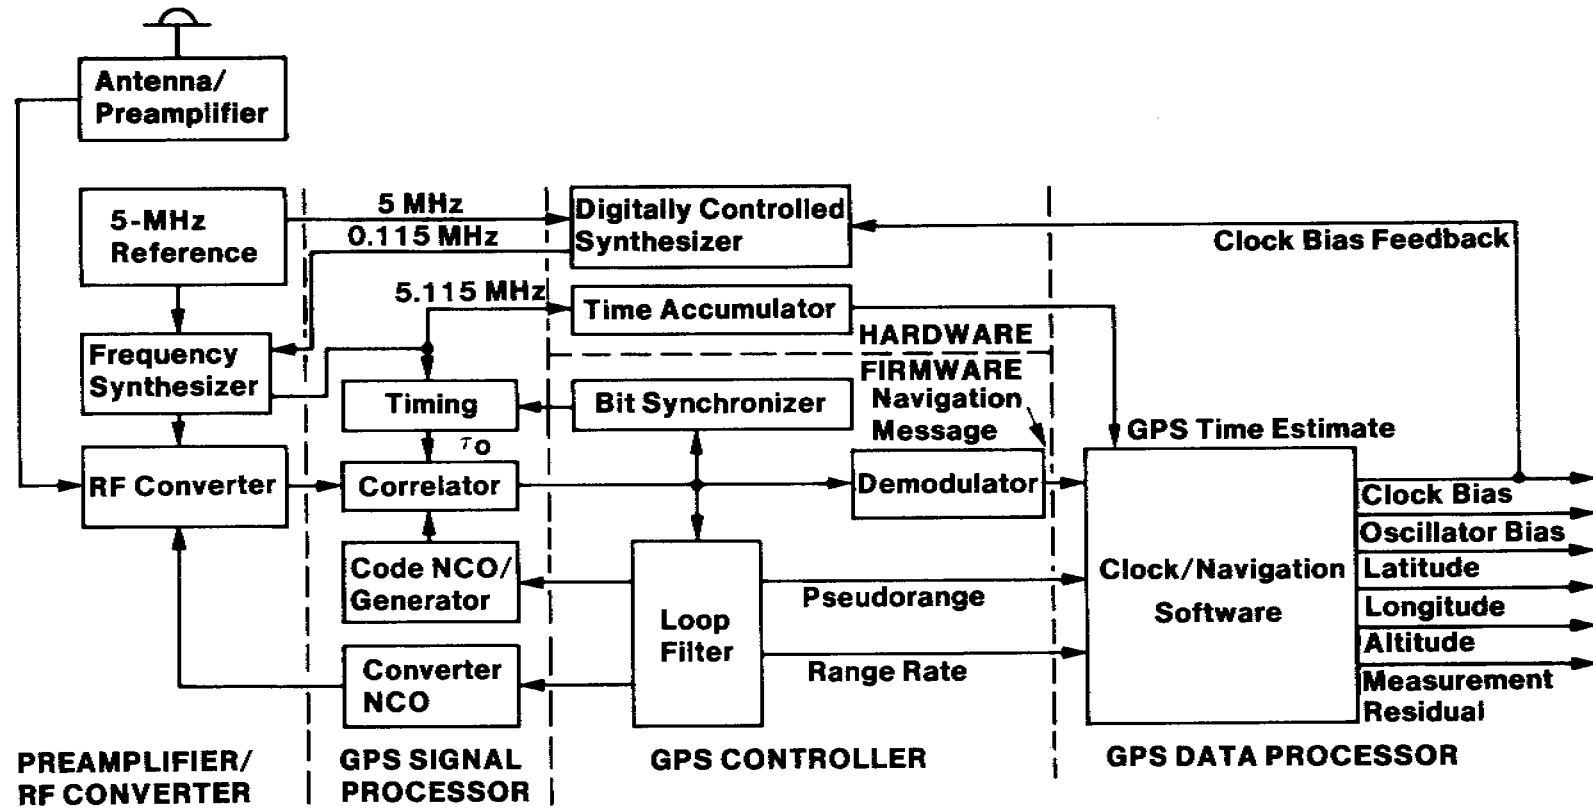 Antenna/
Preamplifier
5-MHz
Reference
5 MHz
0.115 MHz
Digitally Controlled
Synthesizer
Clock Bias Feedback
5.115 MHz
Time Accumulator
HARDWARE
FIRMWARE
Frequency
Synthesizer
Timing
Bit Synchronizer
Navigation
Message
τo
GPS Time Estimate
RF Converter
Correlator
Demodulator
Clock/Navigation
Software
Clock Bias
Oscillator Bias
Latitude
Longitude
Altitude
Measurement
Residual
Code NCO/
Generator
Loop
Filter
Pseudorange
Range Rate
Converter
NCO
PREAMPLIFIER/
RF CONVERTER
GPS SIGNAL
PROCESSOR
GPS CONTROLLER
GPS DATA PROCESSOR